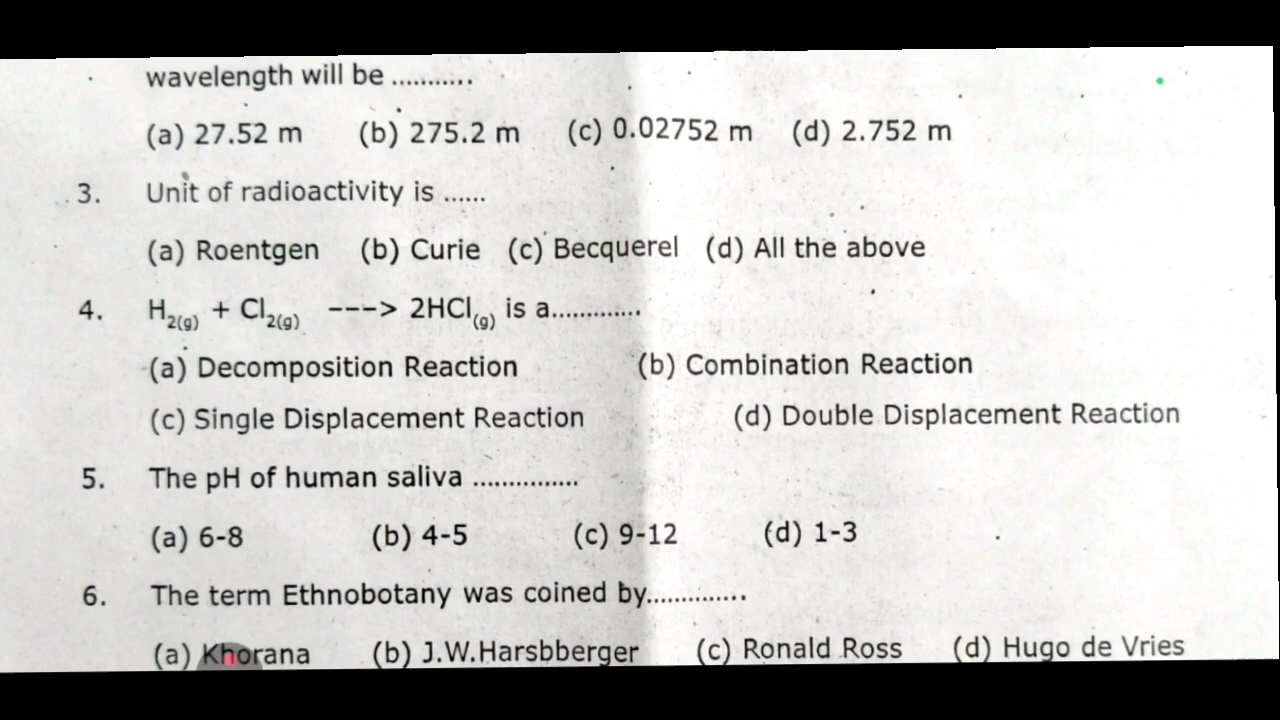 wavelength will be ...........
(a) 27.52 m (b) 275.2 m (c) 0.02752 m (d) 2.752 m
3. Unit of radioactivity is ......
(a) Roentgen (b) Curie (c) Becquerel (d) All the above
4. H2(g) + Cl2(g) ---> 2HCl(g) is a.............
(a) Decomposition Reaction (b) Combination Reaction
(c) Single Displacement Reaction (d) Double Displacement Reaction
5. The pH of human saliva ...............
(a) 6-8 (b) 4-5 (c) 9-12 (d) 1-3
6. The term Ethnobotany was coined by..............
(a) Khorana (b) J.W.Harsbberger (c) Ronald Ross (d) Hugo de Vries